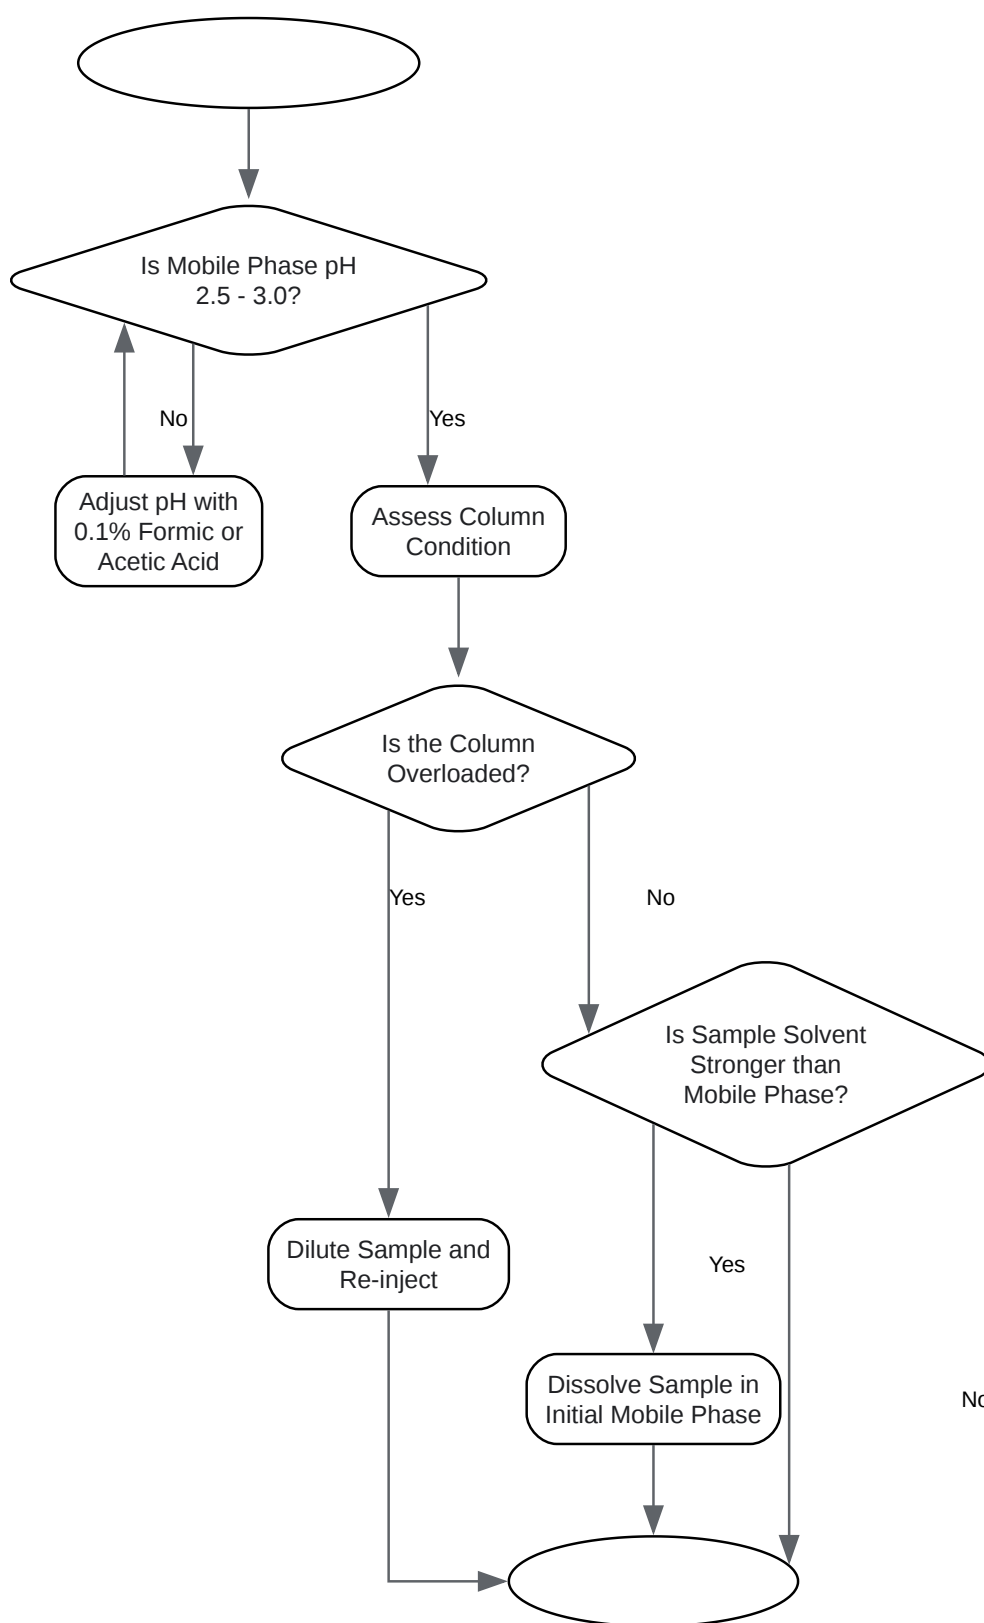 Is Mobile Phase pH
2.5 - 3.0?
No
Yes
Adjust pH with
0.1% Formic or
Acetic Acid
Assess Column
Condition
Is the Column
Overloaded?
Yes
No
Is Sample Solvent
Stronger than
Mobile Phase?
Dilute Sample and
Re-inject
Yes
Dissolve Sample in
Initial Mobile Phase
No